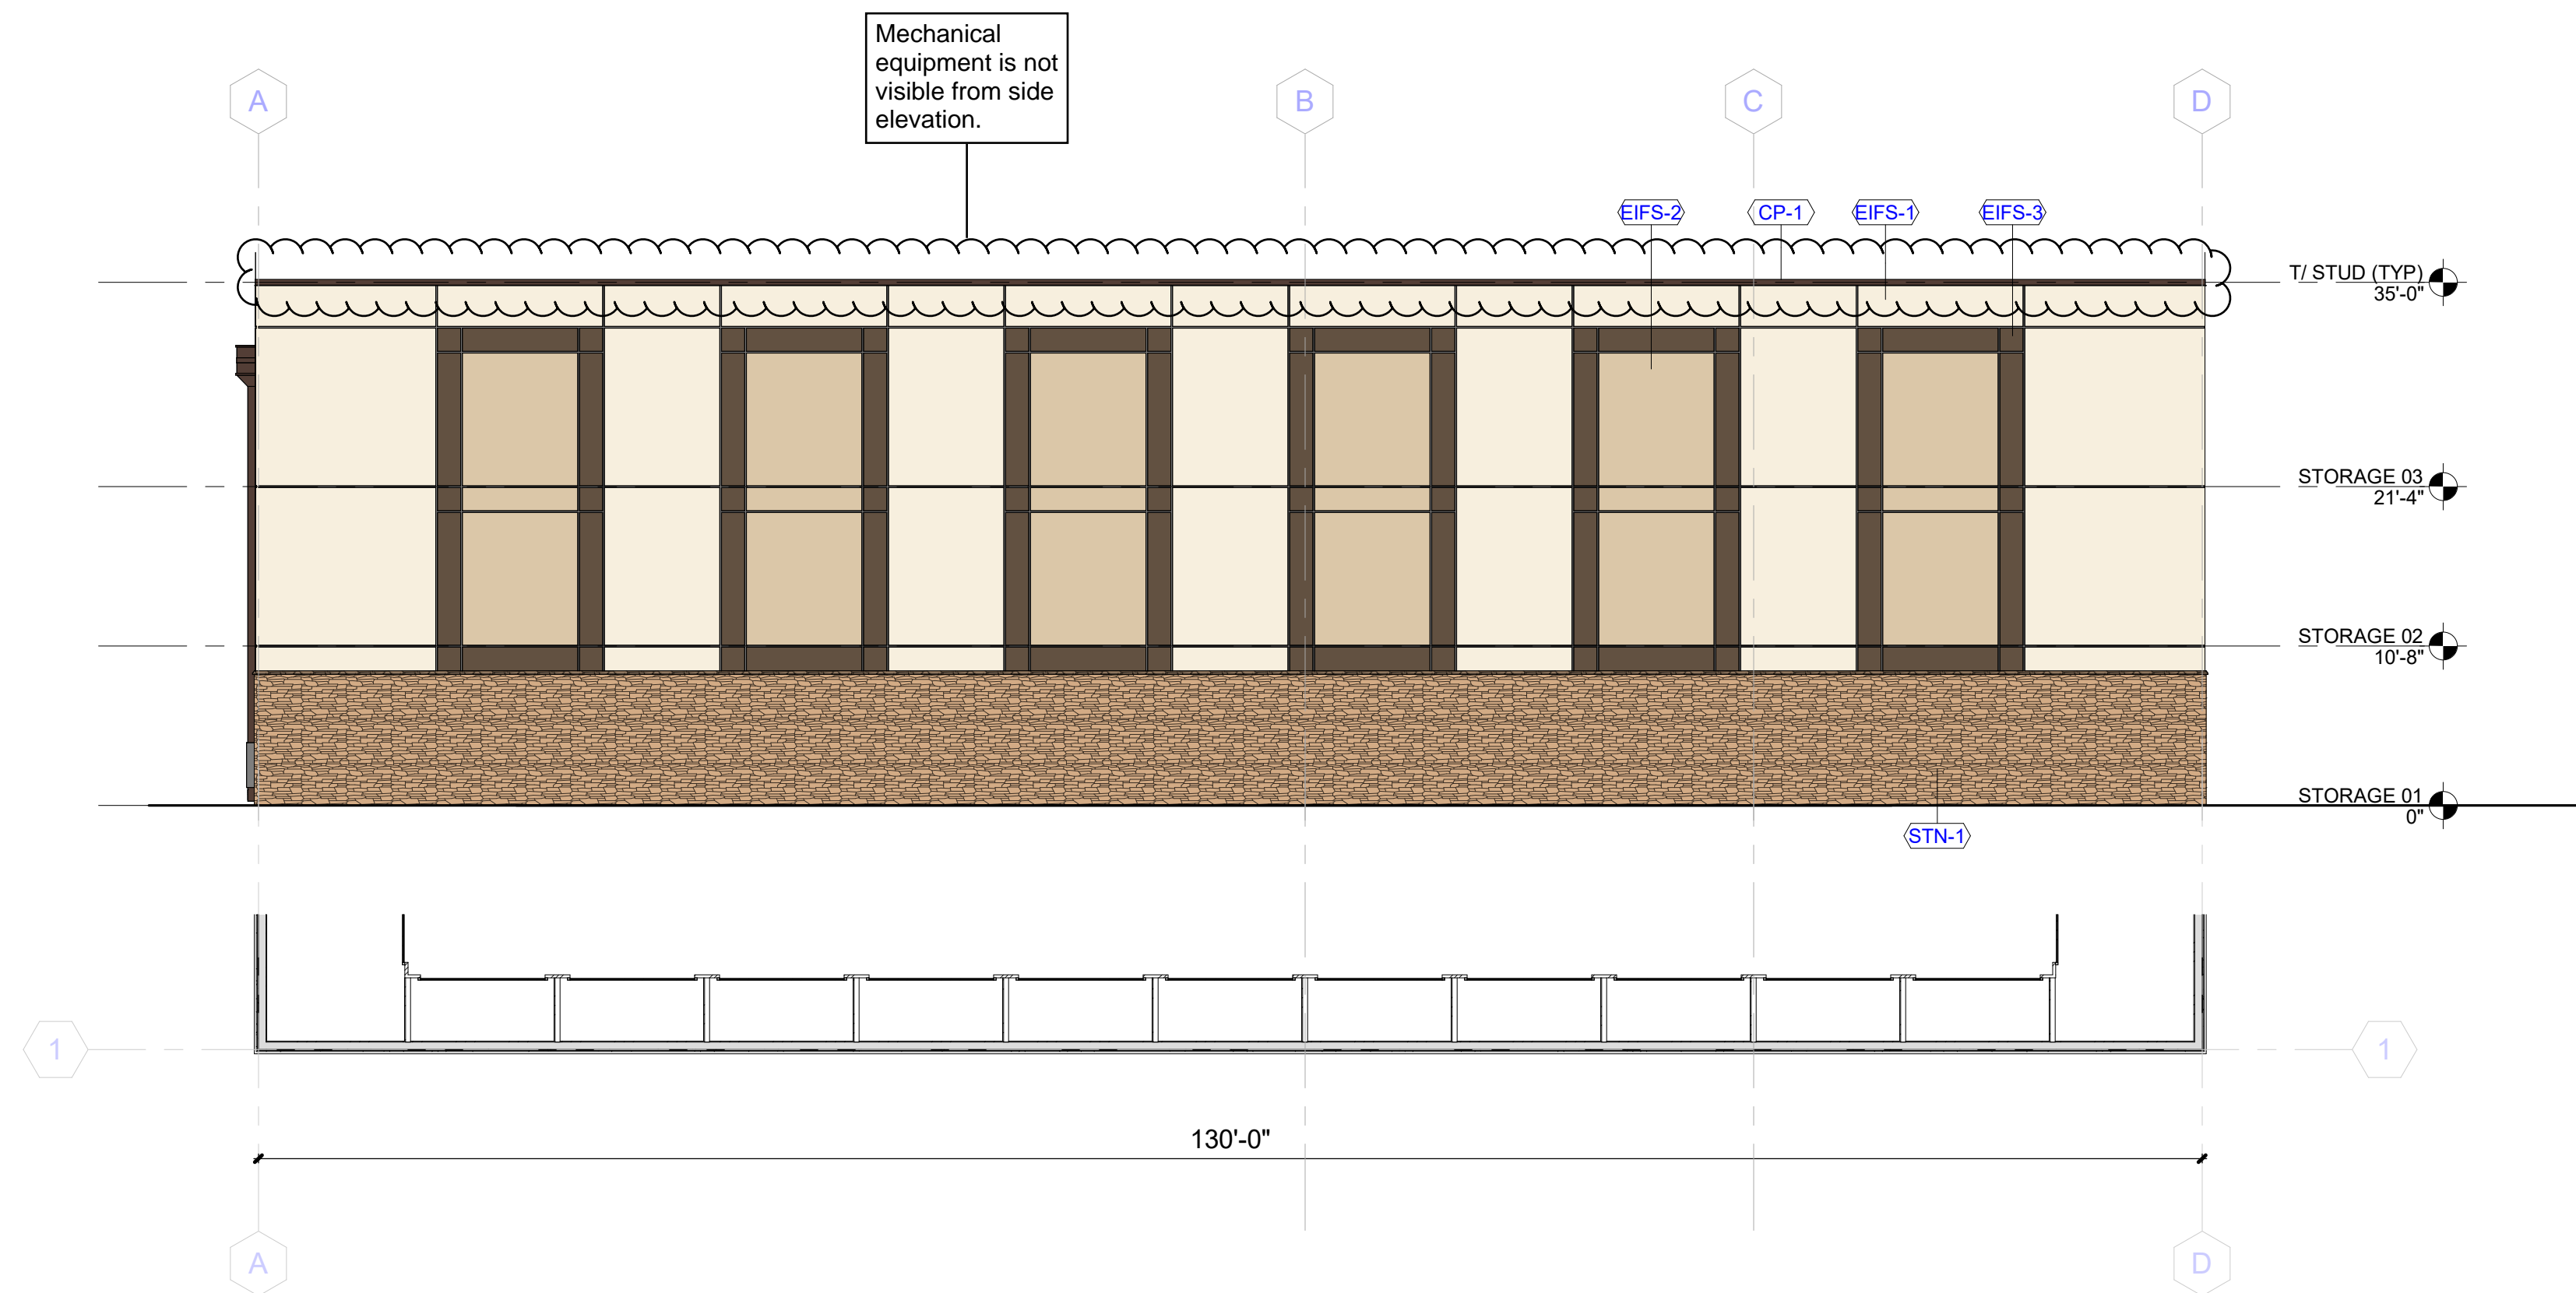 Mechanical
equipment is not
visible from side
elevation.
A
B
C
D
EIFS-2
CP-1
EIFS-1
EIFS-3
T/ STUD (TYP)
35'-0"
STORAGE 03
21'-4"
STORAGE 02
10'-8"
STORAGE 01
0"
STN-1
1
1
130'-0"
A
D